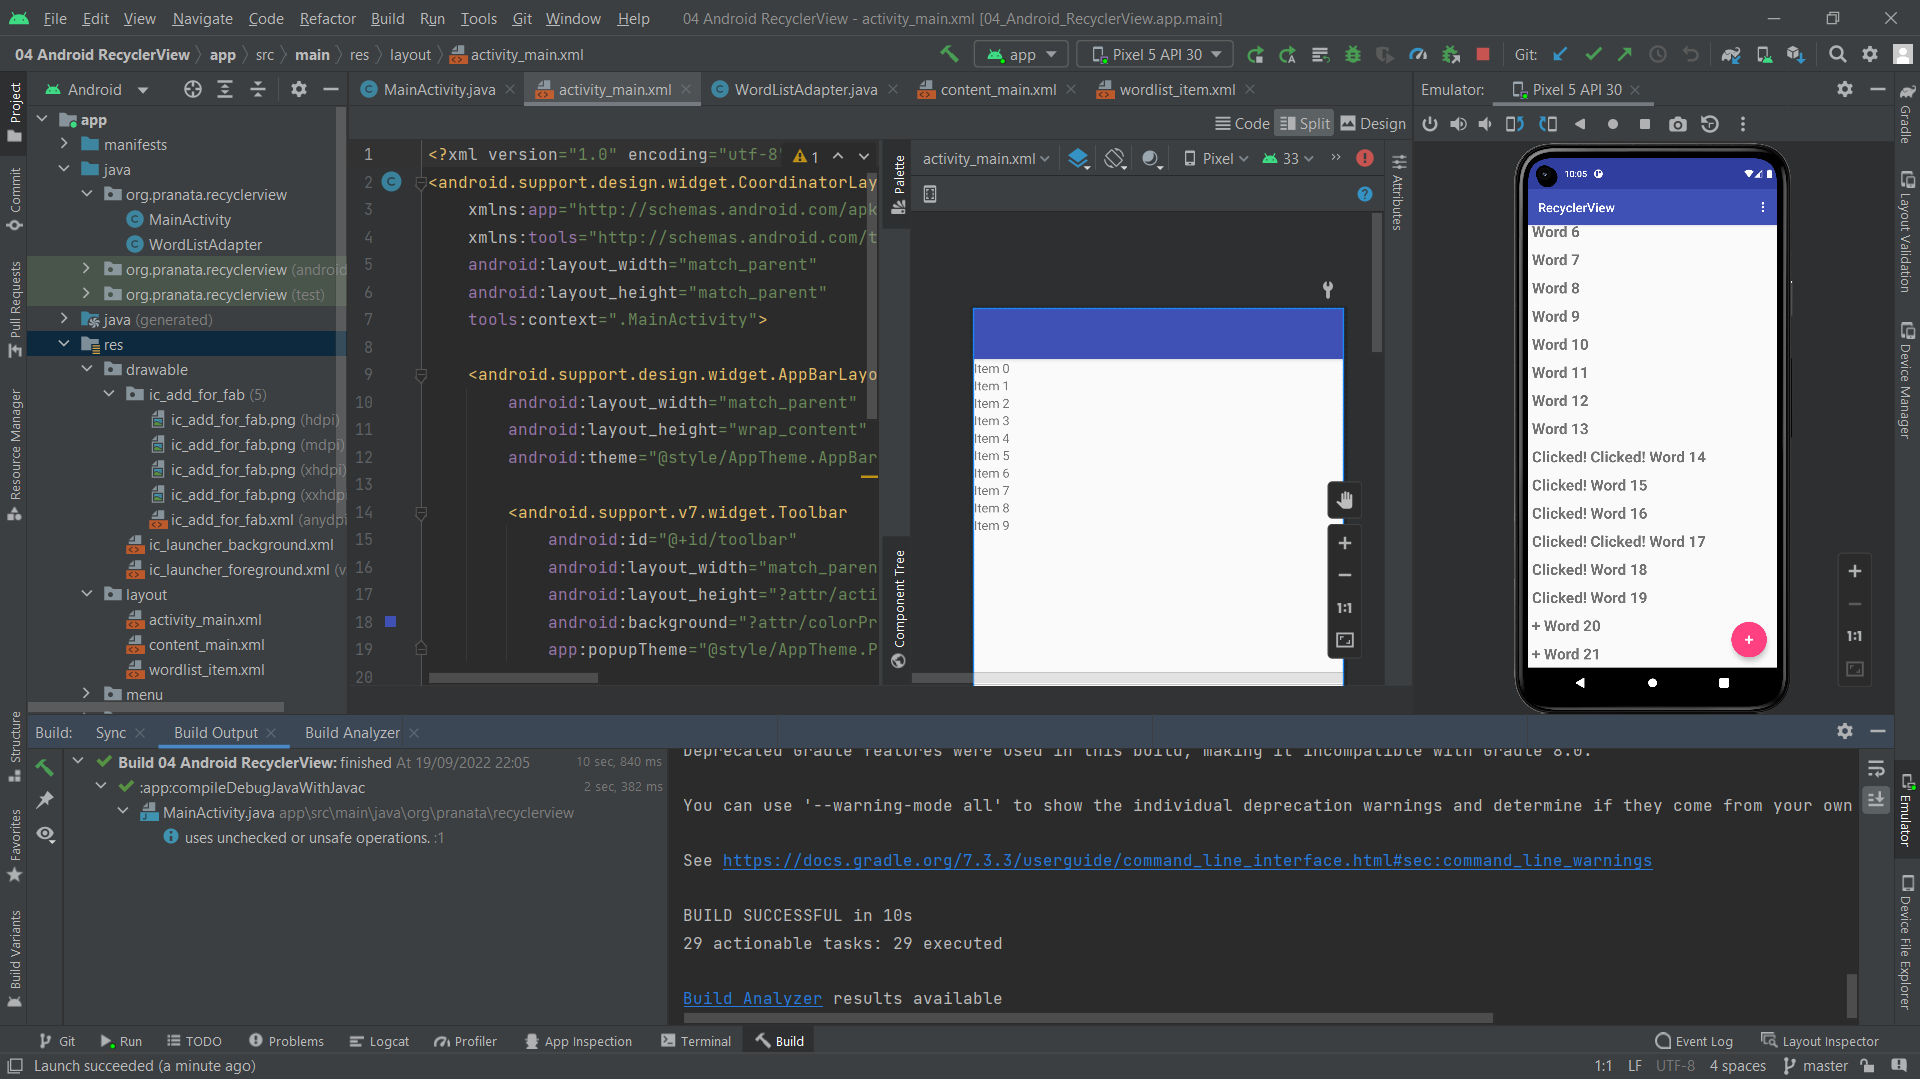 File Edit View Navigate Code Refactor Build Run Tools Git Window Help 04 Android RecyclerView - activity_main.xml [04_Android_RecyclerView.app.main]
04 Android RecyclerView app src main res layout activity_main.xml app Pixel 5 API 30 Git:
Project
Commit
Pull Requests
Resource Manager
Structure
Favorites
Build Variants
Android
app
manifests
java
org.pranata.recyclerview
MainActivity
WordListAdapter
org.pranata.recyclerview (android
org.pranata.recyclerview (test)
java (generated)
res
drawable
ic_add_for_fab (5)
ic_add_for_fab.png (hdpi)
ic_add_for_fab.png (mdpi)
ic_add_for_fab.png (xhdpi)
ic_add_for_fab.png (xxhdp
ic_add_for_fab.xml (anydpi
ic_launcher_background.xml
ic_launcher_foreground.xml (v
layout
activity_main.xml
content_main.xml
wordlist_item.xml
menu
MainActivity.java activity_main.xml WordListAdapter.java content_main.xml wordlist_item.xml
Code Split Design
1 <?xml version="1.0" encoding="utf-8" 1
2 <android.support.design.widget.CoordinatorLay
3 xmlns:app="http://schemas.android.com/apk
4 xmlns:tools="http://schemas.android.com/t
5 android:layout_width="match_parent"
6 android:layout_height="match_parent"
7 tools:context=".MainActivity">
8
9 <android.support.design.widget.AppBarLayo
10 android:layout_width="match_parent"
11 android:layout_height="wrap_content"
12 android:theme="@style/AppTheme.AppBar
13
14 <android.support.v7.widget.Toolbar
15 android:id="@+id/toolbar"
16 android:layout_width="match_paren
17 android:layout_height="?attr/acti
18 android:background="?attr/colorPr
19 app:popupTheme="@style/AppTheme.P
20
Palette
Component Tree
activity_main.xml Pixel 33
Attributes
Item 0
Item 1
Item 2
Item 3
Item 4
Item 5
Item 6
Item 7
Item 8
Item 9
1:1
Emulator: Pixel 5 API 30
10:05
RecyclerView
Word 6
Word 7
Word 8
Word 9
Word 10
Word 11
Word 12
Word 13
Clicked! Clicked! Word 14
Clicked! Word 15
Clicked! Word 16
Clicked! Clicked! Word 17
Clicked! Word 18
Clicked! Word 19
+ Word 20
+ Word 21
+
1:1
Gradle
Layout Validation
Device Manager
Emulator
Device File Explorer
Build: Sync Build Output Build Analyzer
Build 04 Android RecyclerView: finished At 19/09/2022 22:05 10 sec, 840 ms
:app:compileDebugJavaWithJavac 2 sec, 382 ms
MainActivity.java app\src\main\java\org\pranata\recyclerview
uses unchecked or unsafe operations. :1
Deprecated Gradle features were used in this build, making it incompatible with Gradle 8.0.
You can use '--warning-mode all' to show the individual deprecation warnings and determine if they come from your own
See https://docs.gradle.org/7.3.3/userguide/command_line_interface.html#sec:command_line_warnings
BUILD SUCCESSFUL in 10s
29 actionable tasks: 29 executed
Build Analyzer results available
Git Run TODO Problems Logcat Profiler App Inspection Terminal Build Event Log Layout Inspector
Launch succeeded (a minute ago) 1:1 LF UTF-8 4 spaces master